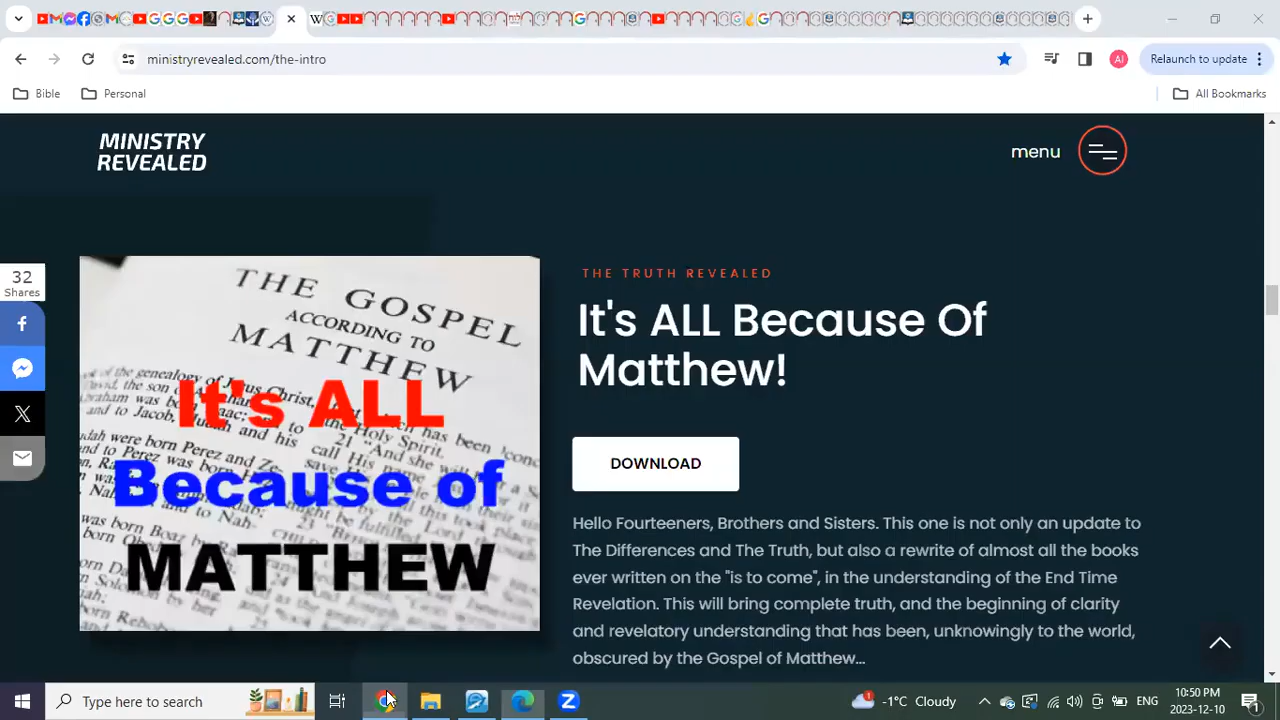 ministryrevealed.com/the-intro
Relaunch to update
Bible
Personal
All Bookmarks
MINISTRY
REVEALED
menu
32
Shares
THE GOSPEL
ACCORDING TO
MATTHEW
It's ALL
Because of
MATTHEW
THE TRUTH REVEALED
It's ALL Because Of
Matthew!
DOWNLOAD
Hello Fourteeners, Brothers and Sisters. This one is not only an update to
The Differences and The Truth, but also a rewrite of almost all the books
ever written on the "is to come", in the understanding of the End Time
Revelation. This will bring complete truth, and the beginning of clarity
and revelatory understanding that has been, unknowingly to the world,
obscured by the Gospel of Matthew...
Type here to search
-1°C Cloudy
ENG
10:50 PM
2023-12-10